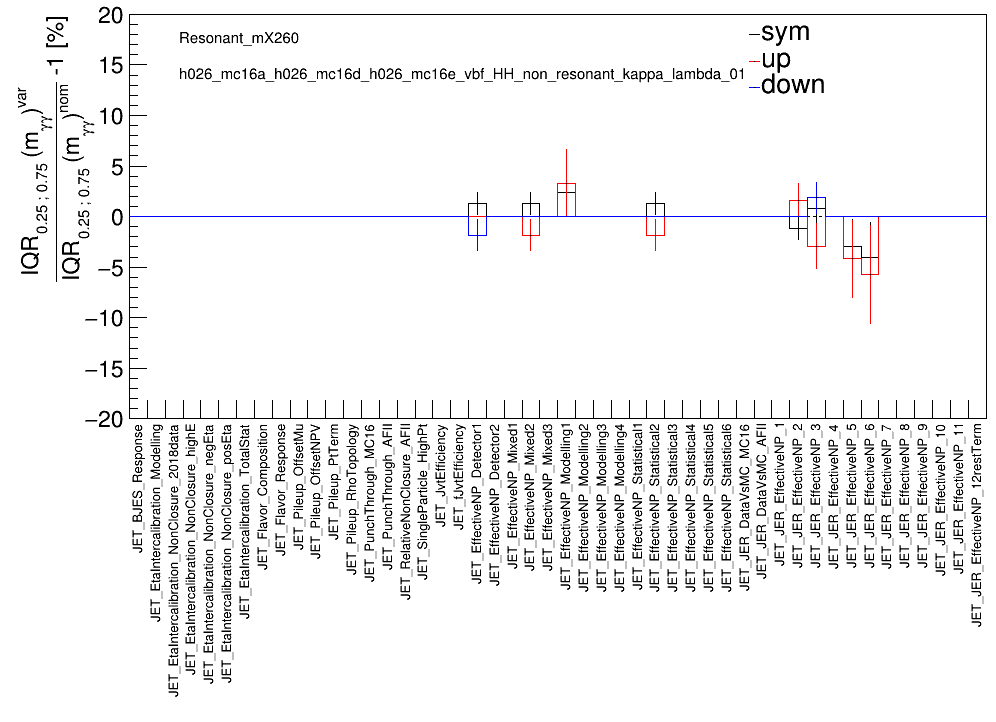 IQR0.25 ; 0.75 (mγγ)var
IQR0.25 ; 0.75 (mγγ)nom -1 [%]
20
15
10
5
0
−5
−10
−15
−20
Resonant_mX260
h026_mc16a_h026_mc16d_h026_mc16e_vbf_HH_non_resonant_kappa_lambda_01
sym
up
down
JET_BJES_Response
JET_EtaIntercalibration_Modelling
JET_EtaIntercalibration_NonClosure_2018data
JET_EtaIntercalibration_NonClosure_highE
JET_EtaIntercalibration_NonClosure_negEta
JET_EtaIntercalibration_NonClosure_posEta
JET_EtaIntercalibration_TotalStat
JET_Flavor_Composition
JET_Flavor_Response
JET_Pileup_OffsetMu
JET_Pileup_OffsetNPV
JET_Pileup_PtTerm
JET_Pileup_RhoTopology
JET_PunchThrough_MC16
JET_PunchThrough_AFII
JET_RelativeNonClosure_AFII
JET_SingleParticle_HighPt
JET_JvtEfficiency
JET_fJvtEfficiency
JET_EffectiveNP_Detector1
JET_EffectiveNP_Detector2
JET_EffectiveNP_Mixed1
JET_EffectiveNP_Mixed2
JET_EffectiveNP_Mixed3
JET_EffectiveNP_Modelling1
JET_EffectiveNP_Modelling2
JET_EffectiveNP_Modelling3
JET_EffectiveNP_Modelling4
JET_EffectiveNP_Statistical1
JET_EffectiveNP_Statistical2
JET_EffectiveNP_Statistical3
JET_EffectiveNP_Statistical4
JET_EffectiveNP_Statistical5
JET_EffectiveNP_Statistical6
JET_JER_DataVsMC_MC16
JET_JER_DataVsMC_AFII
JET_JER_EffectiveNP_1
JET_JER_EffectiveNP_2
JET_JER_EffectiveNP_3
JET_JER_EffectiveNP_4
JET_JER_EffectiveNP_5
JET_JER_EffectiveNP_6
JET_JER_EffectiveNP_7
JET_JER_EffectiveNP_8
JET_JER_EffectiveNP_9
JET_JER_EffectiveNP_10
JET_JER_EffectiveNP_11
JET_JER_EffectiveNP_12restTerm